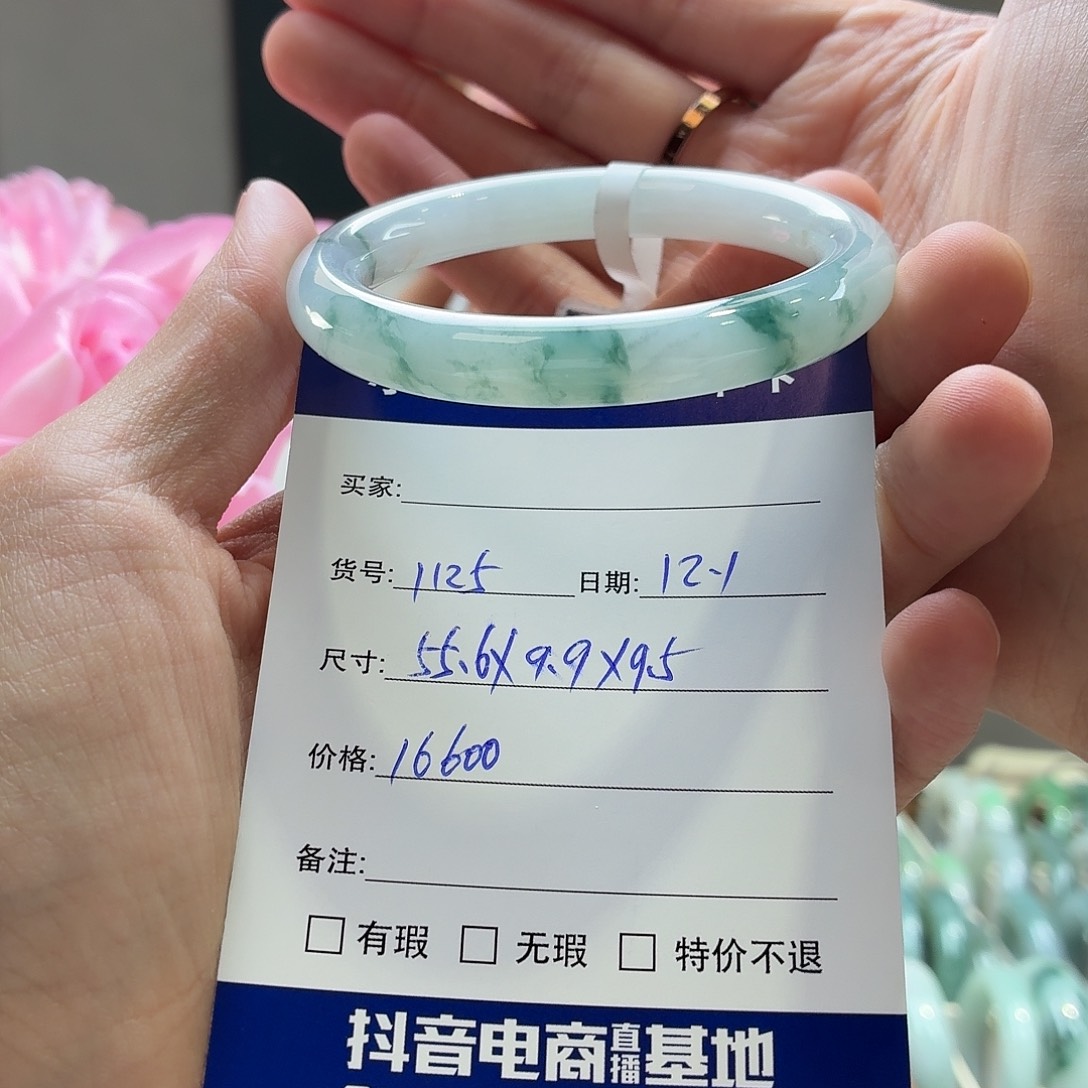 买家:
货号: 1125 日期: 12-1
尺寸: 55.6X9.9X9.5
价格: 16600
备注:
□ 有瑕 □ 无瑕 □ 特价不退
抖音电商直播基地